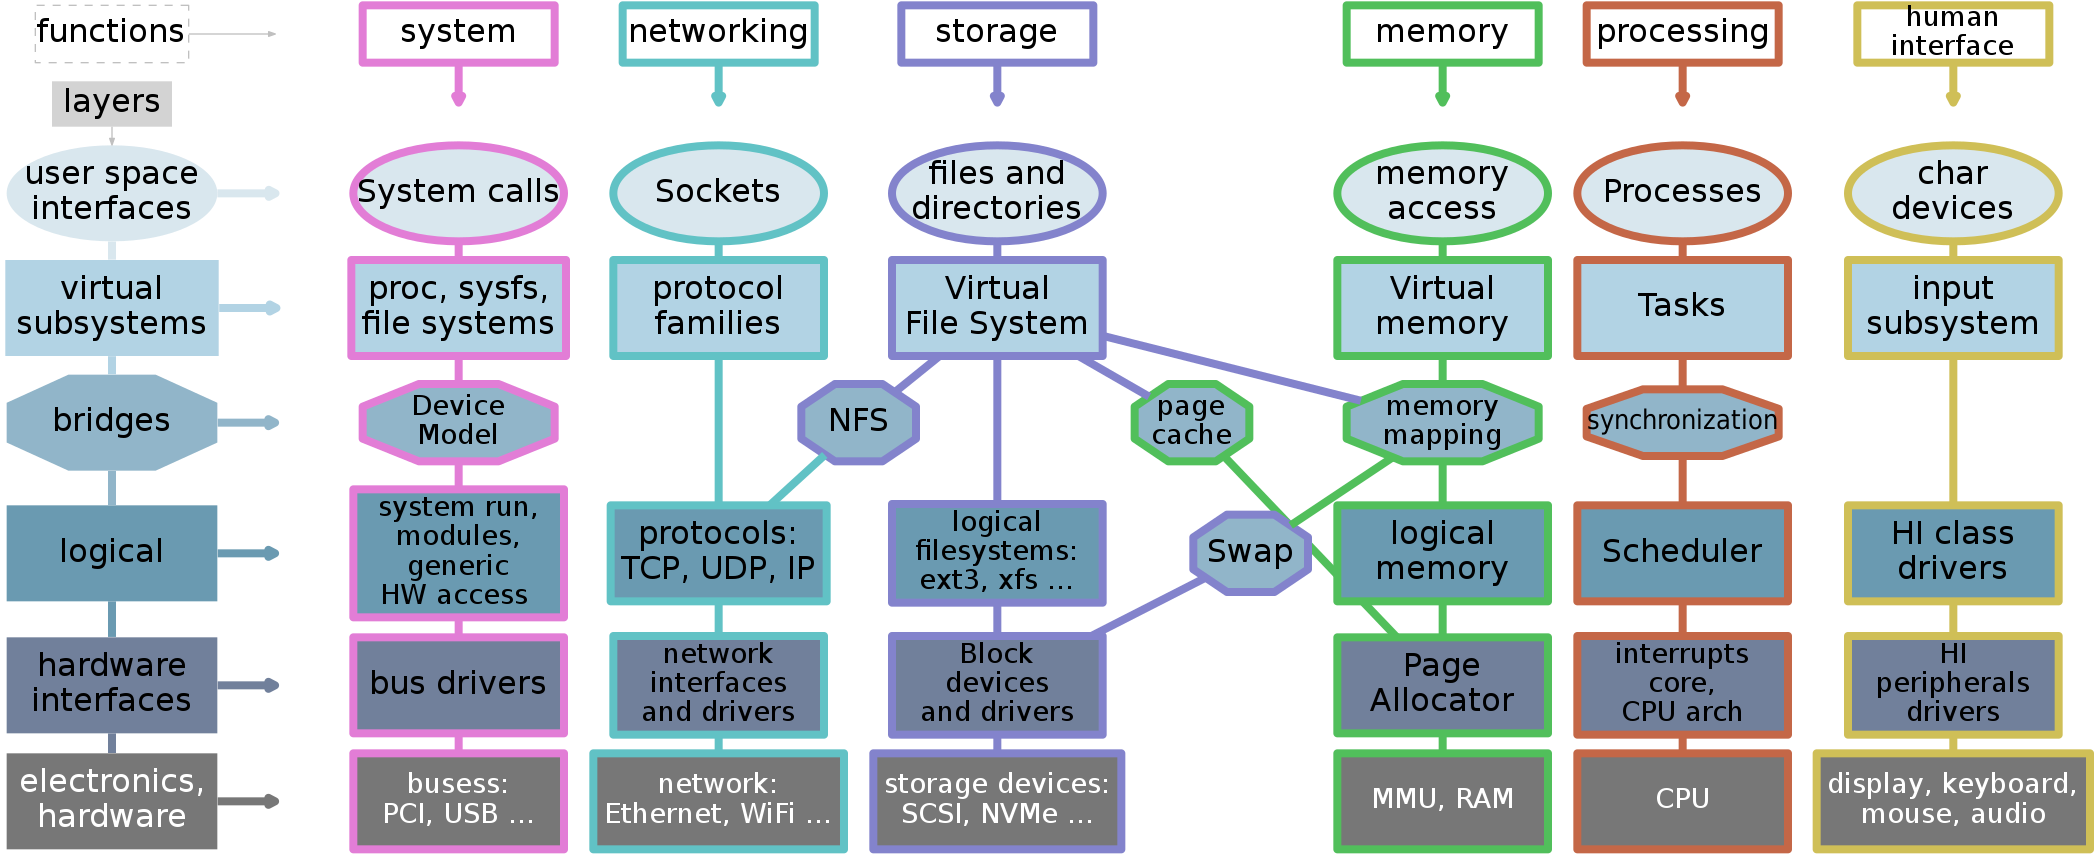 functions
system
networking
storage
memory
processing
human
interface
layers
user space
interfaces
System calls
Sockets
files and
directories
memory
access
Processes
char
devices
virtual
subsystems
proc, sysfs,
file systems
protocol
families
Virtual
File System
Virtual
memory
Tasks
input
subsystem
bridges
Device
Model
NFS
page
cache
memory
mapping
synchronization
logical
system run,
modules,
generic
HW access
protocols:
TCP, UDP, IP
logical
filesystems:
ext3, xfs ...
Swap
logical
memory
Scheduler
HI class
drivers
hardware
interfaces
bus drivers
network
interfaces
and drivers
Block
devices
and drivers
Page
Allocator
interrupts
core,
CPU arch
HI
peripherals
drivers
electronics,
hardware
busess:
PCI, USB ...
network:
Ethernet, WiFi ...
storage devices:
SCSI, NVMe ...
MMU, RAM
CPU
display, keyboard,
mouse, audio